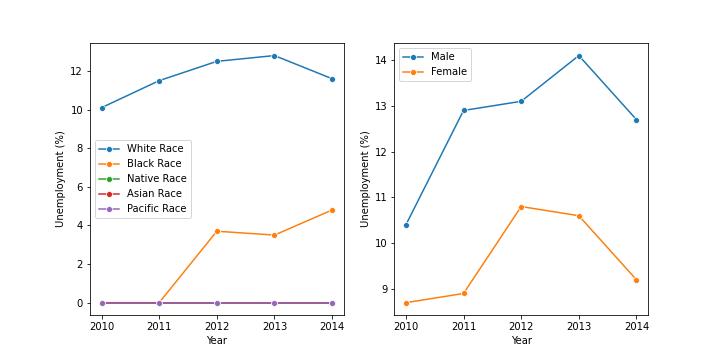 12
10
8
6
4
2
0
Unemployment (%)
White Race
Black Race
Native Race
Asian Race
Pacific Race
2010 2011 2012 2013 2014
Year
14
13
12
11
10
9
Unemployment (%)
Male
Female
2010 2011 2012 2013 2014
Year